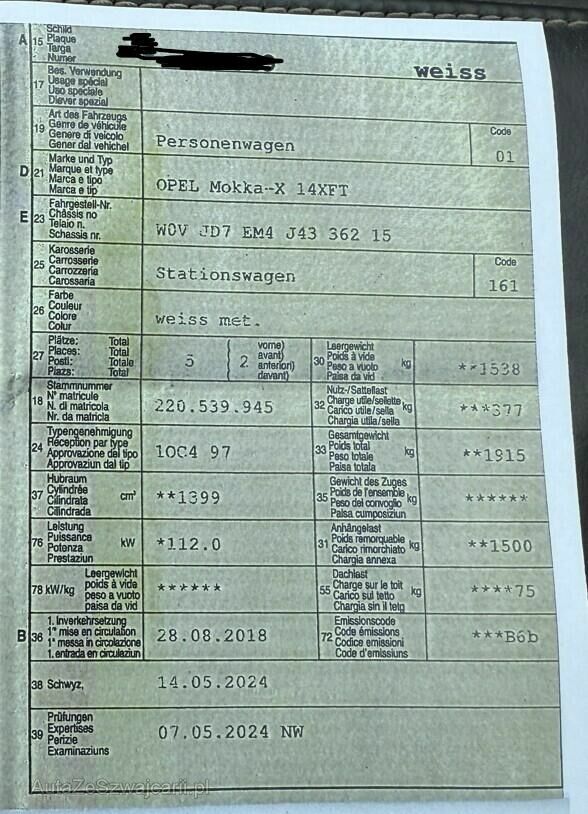 A 15 Schild
Plaque
Targa
Numer
weiss
17 Bes. Verwendung
Usage spécial
Uso speciale
Diever spezial
19 Art des Fahrzeugs
Genre de véhicule
Genere di veicolo
Gener dal vehichel
Personenwagen
Code
01
D 21 Marke und Typ
Marque et type
Marca e tipo
Marca e tip
OPEL Mokka-X 14XFT
E 23 Fahrgestell-Nr.
Châssis no
Telaio n.
Schassis nr.
W0V JD7 EM4 J43 362 15
25 Karosserie
Carrosserie
Carrozzeria
Carossaria
Stationswagen
Code
161
26 Farbe
Couleur
Colore
Colur
weiss met.
27 Plätze: Total
Places: Total
Posti: Totale
Plazs: Total
5
2
vorne)
avant)
anteriori)
davant)
30 Leergewicht
Poids à vide
Peso a vuoto
Paisa da vid
kg
**1538
18 Stammnummer
N° matricule
N. di matricola
Nr. da matricla
220.539.945
32 Nutz-/Sattellast
Charge utile/sellette
Carico utile/sella
Chargia utila/sella
kg
***377
24 Typengenehmigung
Réception par type
Approvazione del tipo
Approvaziun dal tip
1OC4 97
33 Gesamtgewicht
Poids total
Peso totale
Paisa totala
kg
**1915
37 Hubraum
Cylindrée
Cilindrata
Cilindrada
cm³
**1399
35 Gewicht des Zuges
Poids de l'ensemble
Peso del convoglio
Paisa cumposiziun
kg
******
76 Leistung
Puissance
Potenza
Prestaziun
kW
*112.0
31 Anhängelast
Poids remorquable
Carico rimorchiato
Chargia annexa
kg
**1500
78 kW/kg
Leergewicht
poids à vide
peso a vuoto
paisa da vid
******
55 Dachlast
Charge sur le toit
Carico sul tetto
Chargia sin il tetg
kg
****75
B 36 1. Inverkehrsetzung
1re mise en circulation
1a messa in circolazione
1. entrada en circulaziun
28.08.2018
72 Emissionscode
Code émissions
Codice emissioni
Code d'emissiuns
***B6b
38 Schwyz,
14.05.2024
39 Prüfungen
Expertises
Perizie
Examinaziuns
07.05.2024 NW
AutaZeSzwajcarii.pl